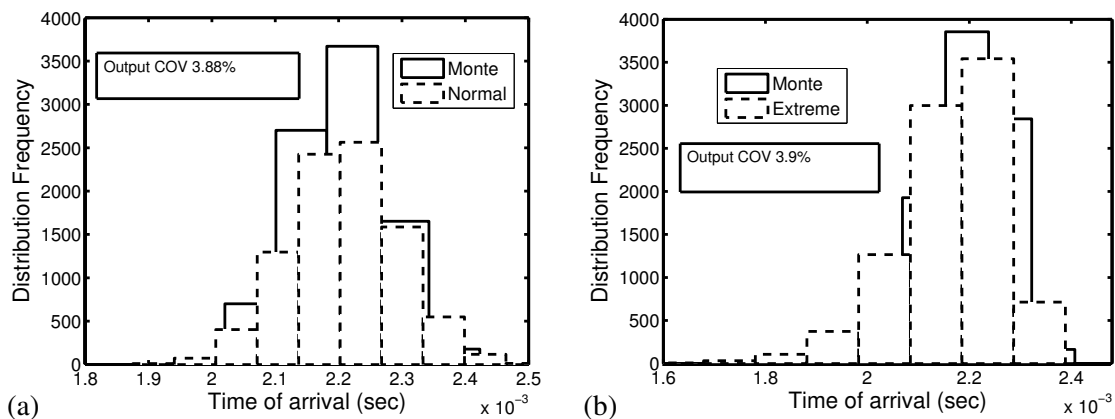 4000
3500
3000
2500
2000
1500
1000
500
0
Distribution Frequency
Output COV 3.88%
Monte
Normal
1.8 1.9 2 2.1 2.2 2.3 2.4 2.5
Time of arrival (sec)
x 10⁻³
(a)
4000
3500
3000
2500
2000
1500
1000
500
0
Distribution Frequency
Monte
Extreme
Output COV 3.9%
1.6 1.8 2 2.2 2.4
Time of arrival (sec)
x 10⁻³
(b)